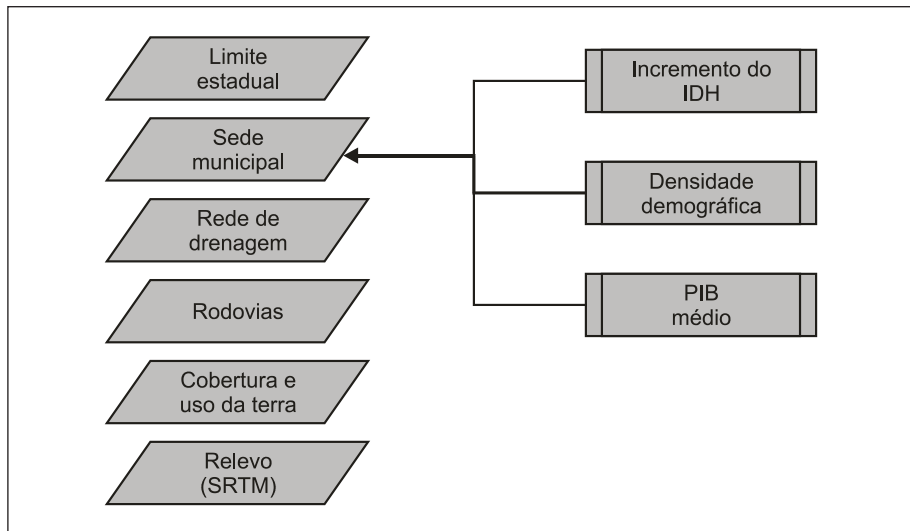 Limite
estadual
Sede
municipal
Rede de
drenagem
Rodovias
Cobertura e
uso da terra
Relevo
(SRTM)
Incremento do
IDH
Densidade
demográfica
PIB
médio